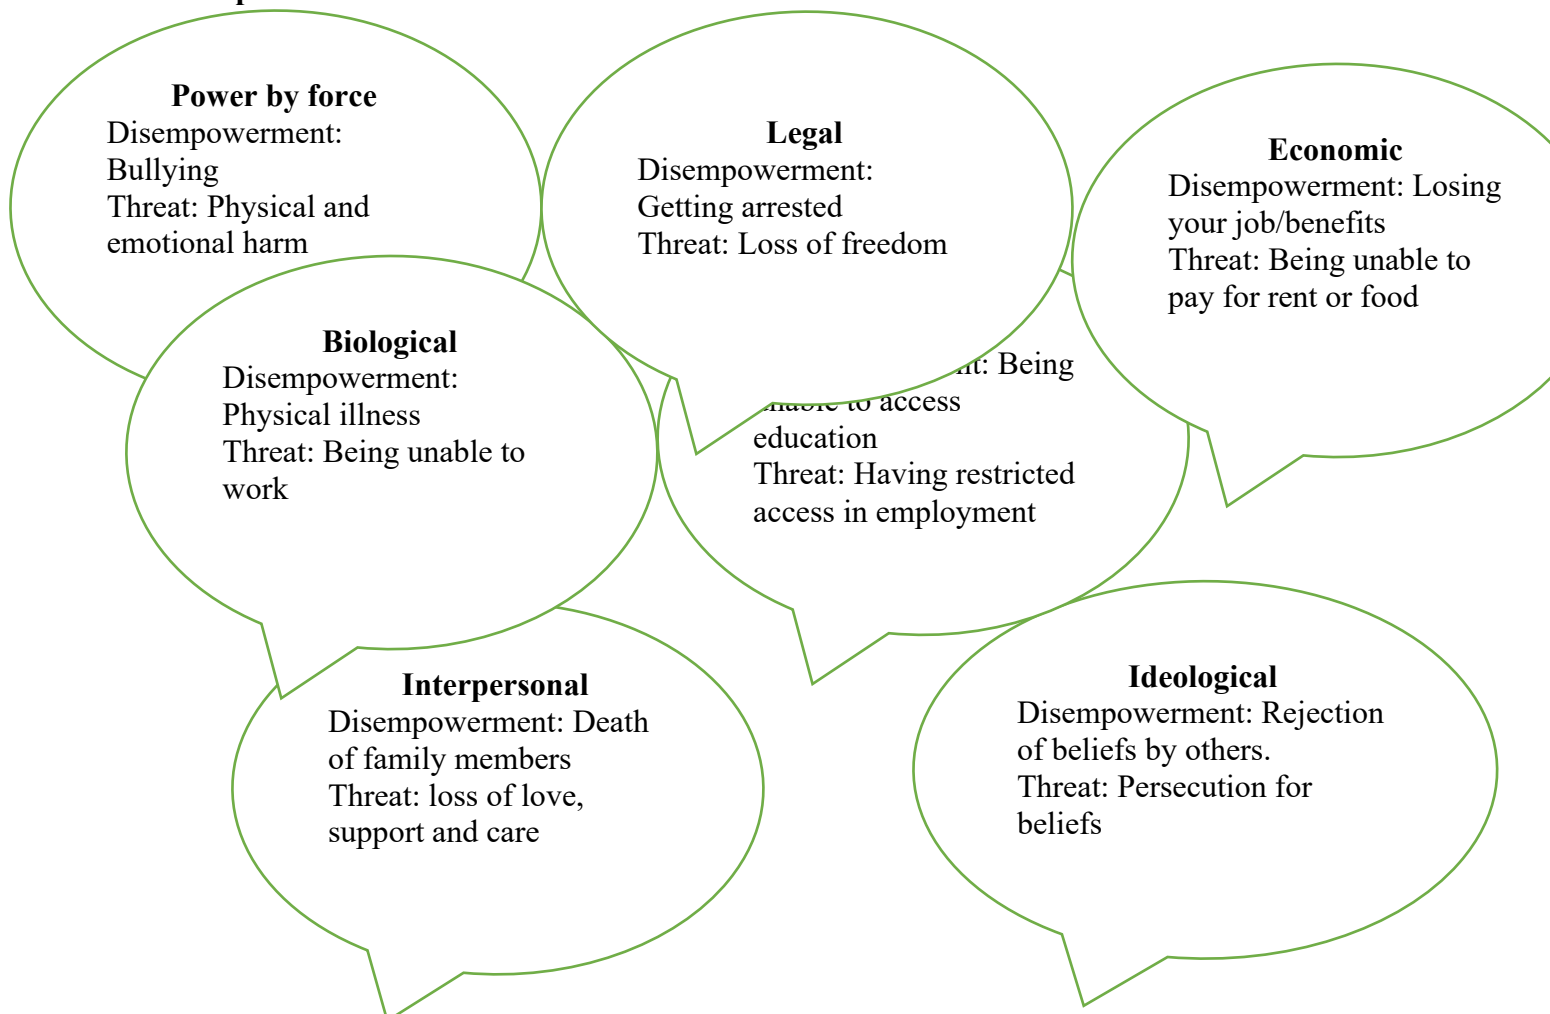 Power by force
Disempowerment:
Bullying
Threat: Physical and
emotional harm
Legal
Disempowerment:
Getting arrested
Threat: Loss of freedom
Economic
Disempowerment: Losing
your job/benefits
Threat: Being unable to
pay for rent or food
Biological
Disempowerment:
Physical illness
Threat: Being unable to
work
Being
unable to access
education
Threat: Having restricted
access in employment
Interpersonal
Disempowerment: Death
of family members
Threat: loss of love,
support and care
Ideological
Disempowerment: Rejection
of beliefs by others.
Threat: Persecution for
beliefs